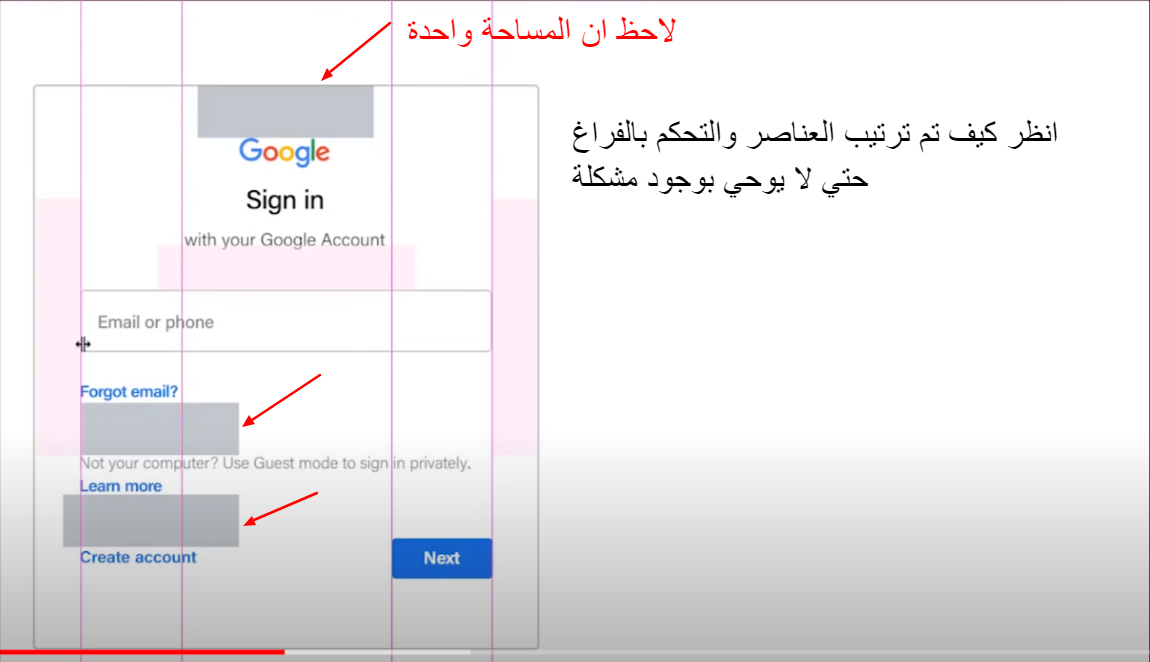 لاحظ ان المساحة واحدة
انظر كيف تم ترتيب العناصر والتحكم بالفراغ
حتي لا يوحي بوجود مشكلة
Google
Sign in
with your Google Account
Email or phone
Forgot email?
Not your computer? Use Guest mode to sign in privately.
Learn more
Create account
Next